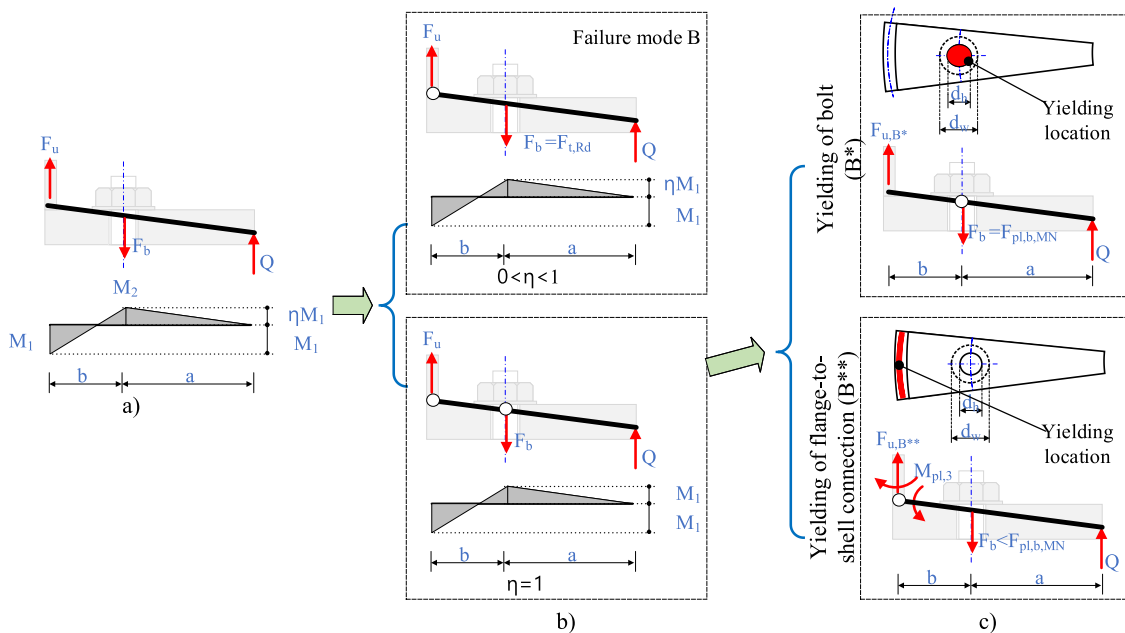 F_u
F_b
Q
M_2
M_1
ηM_1
M_1
b
a
a)
Failure mode B
F_u
F_b=F_t,Rd
Q
ηM_1
M_1
b
a
0<η<1
F_u
F_b
Q
M_1
M_1
b
a
η=1
b)
Yielding of bolt
(B*)
d_h
d_w
Yielding
location
F_u,B*
F_b=F_pl,b,MN
Q
b
a
Yielding of flange-to-
shell connection (B**)
d_h
d_w
Yielding
location
F_u,B**
M_pl,3
F_b<F_pl,b,MN
Q
b
a
c)